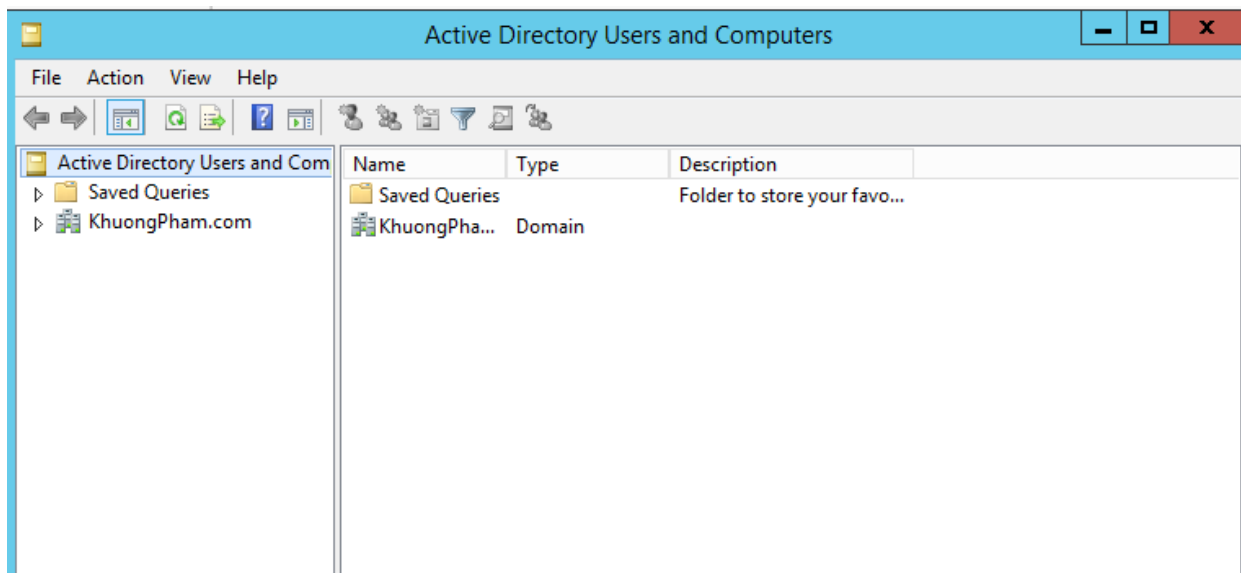 Active Directory Users and Computers
File Action View Help
Active Directory Users and Com
Saved Queries
KhuongPham.com
Name Type Description
Saved Queries Folder to store your favo...
KhuongPha... Domain